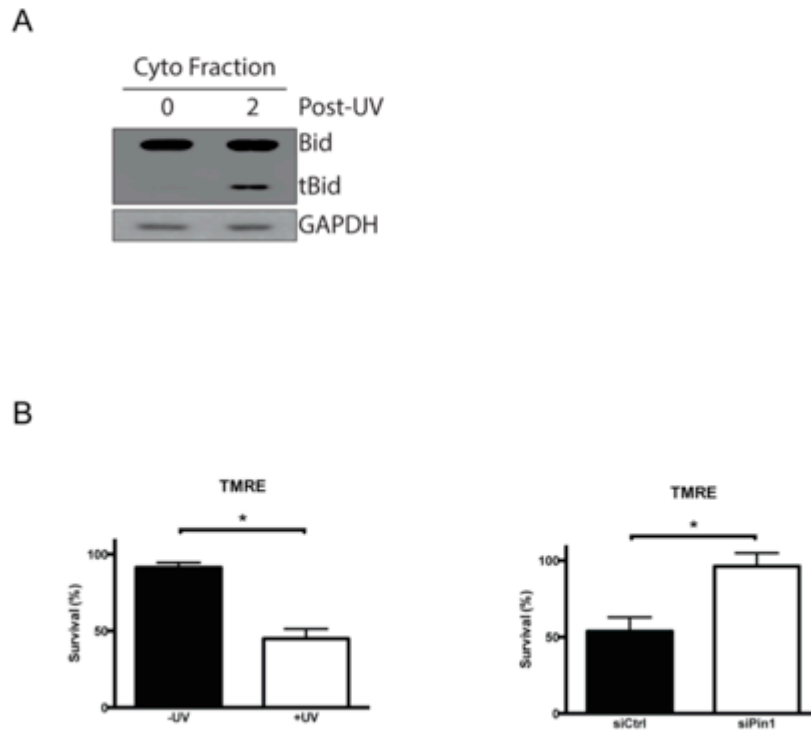 A
Cyto Fraction
0 2 Post-UV
Bid
tBid
GAPDH
B
TMRE
*
100
50
0
Survival (%)
-UV +UV
TMRE
*
100
50
0
Survival (%)
siCtrl siPin1